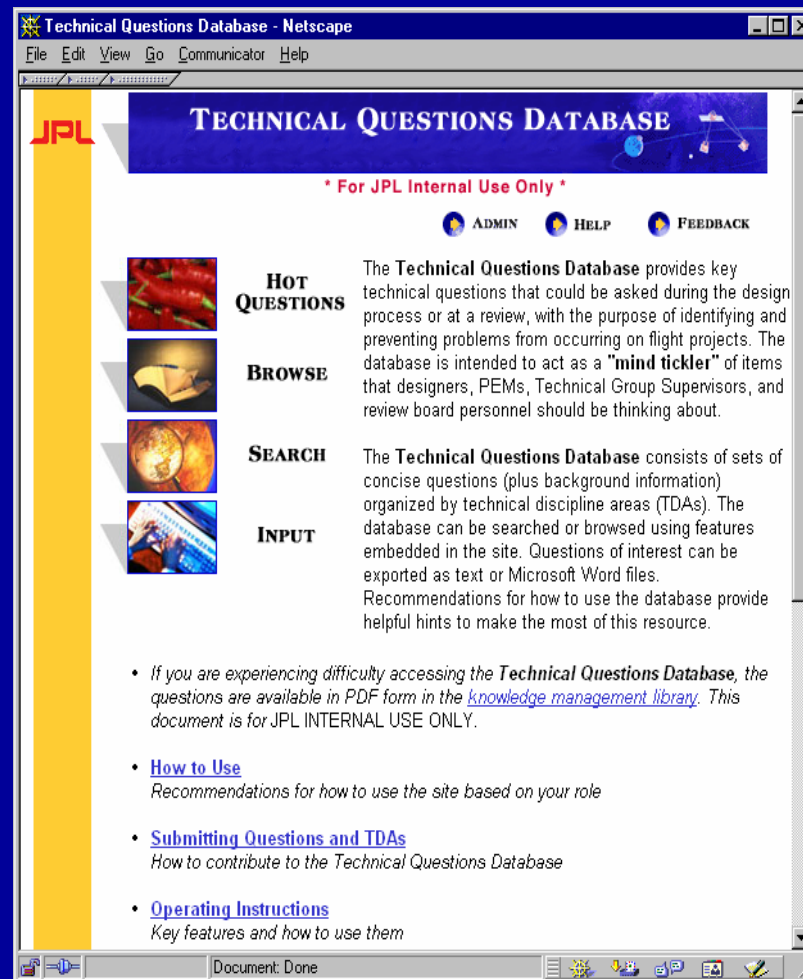 Technical Questions Database - Netscape
File Edit View Go Communicator Help
JPL
TECHNICAL QUESTIONS DATABASE
* For JPL Internal Use Only *
ADMIN HELP FEEDBACK
HOT
QUESTIONS
BROWSE
SEARCH
INPUT
The Technical Questions Database provides key
technical questions that could be asked during the design
process or at a review, with the purpose of identifying and
preventing problems from occurring on flight projects. The
database is intended to act as a "mind tickler" of items
that designers, PEMs, Technical Group Supervisors, and
review board personnel should be thinking about.
The Technical Questions Database consists of sets of
concise questions (plus background information)
organized by technical discipline areas (TDAs). The
database can be searched or browsed using features
embedded in the site. Questions of interest can be
exported as text or Microsoft Word files.
Recommendations for how to use the database provide
helpful hints to make the most of this resource.
• If you are experiencing difficulty accessing the Technical Questions Database, the
questions are available in PDF form in the knowledge management library. This
document is for JPL INTERNAL USE ONLY.
• How to Use
Recommendations for how to use the site based on your role
• Submitting Questions and TDAs
How to contribute to the Technical Questions Database
• Operating Instructions
Key features and how to use them
Document: Done